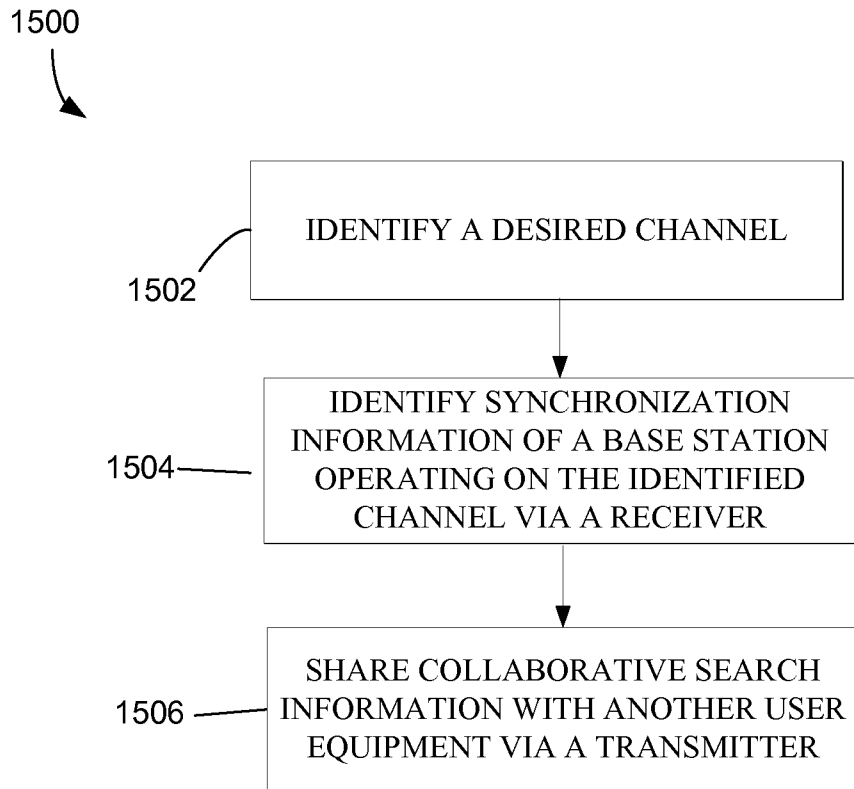 1500
IDENTIFY A DESIRED CHANNEL
1502
IDENTIFY SYNCHRONIZATION
INFORMATION OF A BASE STATION
OPERATING ON THE IDENTIFIED
CHANNEL VIA A RECEIVER
1504
SHARE COLLABORATIVE SEARCH
INFORMATION WITH ANOTHER USER
EQUIPMENT VIA A TRANSMITTER
1506